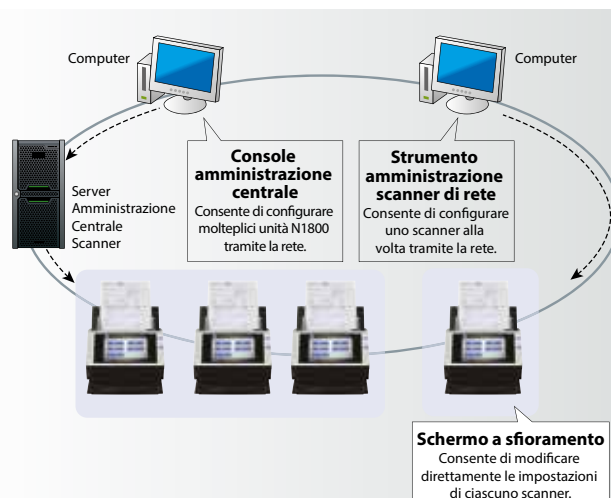 Computer
Computer
Console
amministrazione
centrale
Consente di configurare
molteplici unità N1800
tramite la rete.
Strumento
amministrazione
scanner di rete
Consente di configurare
uno scanner alla
volta tramite la rete.
Server
Amministrazione
Centrale
Scanner
Schermo a sfioramento
Consente di modificare
direttamente le impostazioni
di ciascuno scanner.